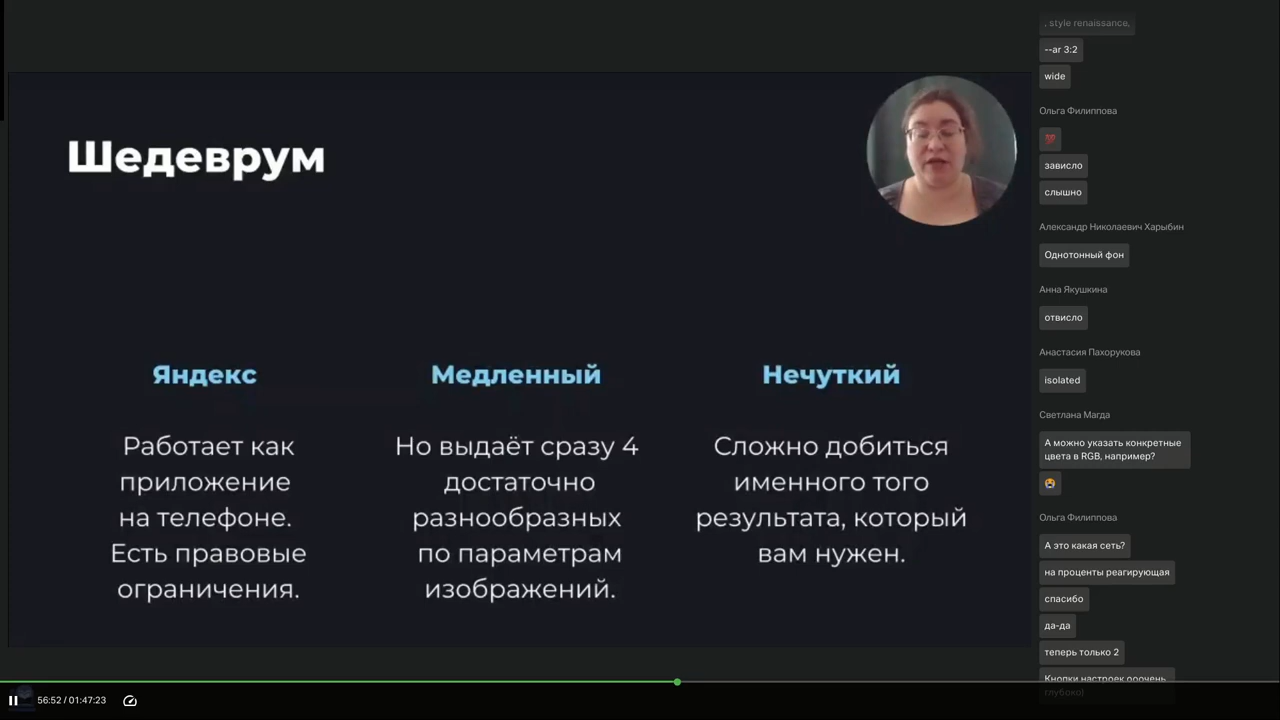 Шедеврум
Яндекс
Работает как
приложение
на телефоне.
Есть правовые
ограничения.
Медленный
Но выдаёт сразу 4
достаточно
разнообразных
по параметрам
изображений.
Нечуткий
Сложно добиться
именного того
результата, который
вам нужен.
, style renaissance,
--ar 3:2
wide
Ольга Филиппова
💯
зависло
слышно
Александр Николаевич Харыбин
Однотонный фон
Анна Якушкина
отвисло
Анастасия Пахорукова
isolated
Светлана Магда
А можно указать конкретные
цвета в RGB, например?
😭
Ольга Филиппова
А это какая сеть?
на проценты реагирующая
спасибо
да-да
теперь только 2
Кнопки настроек ооочень
глубоко)
56:52 / 01:47:23